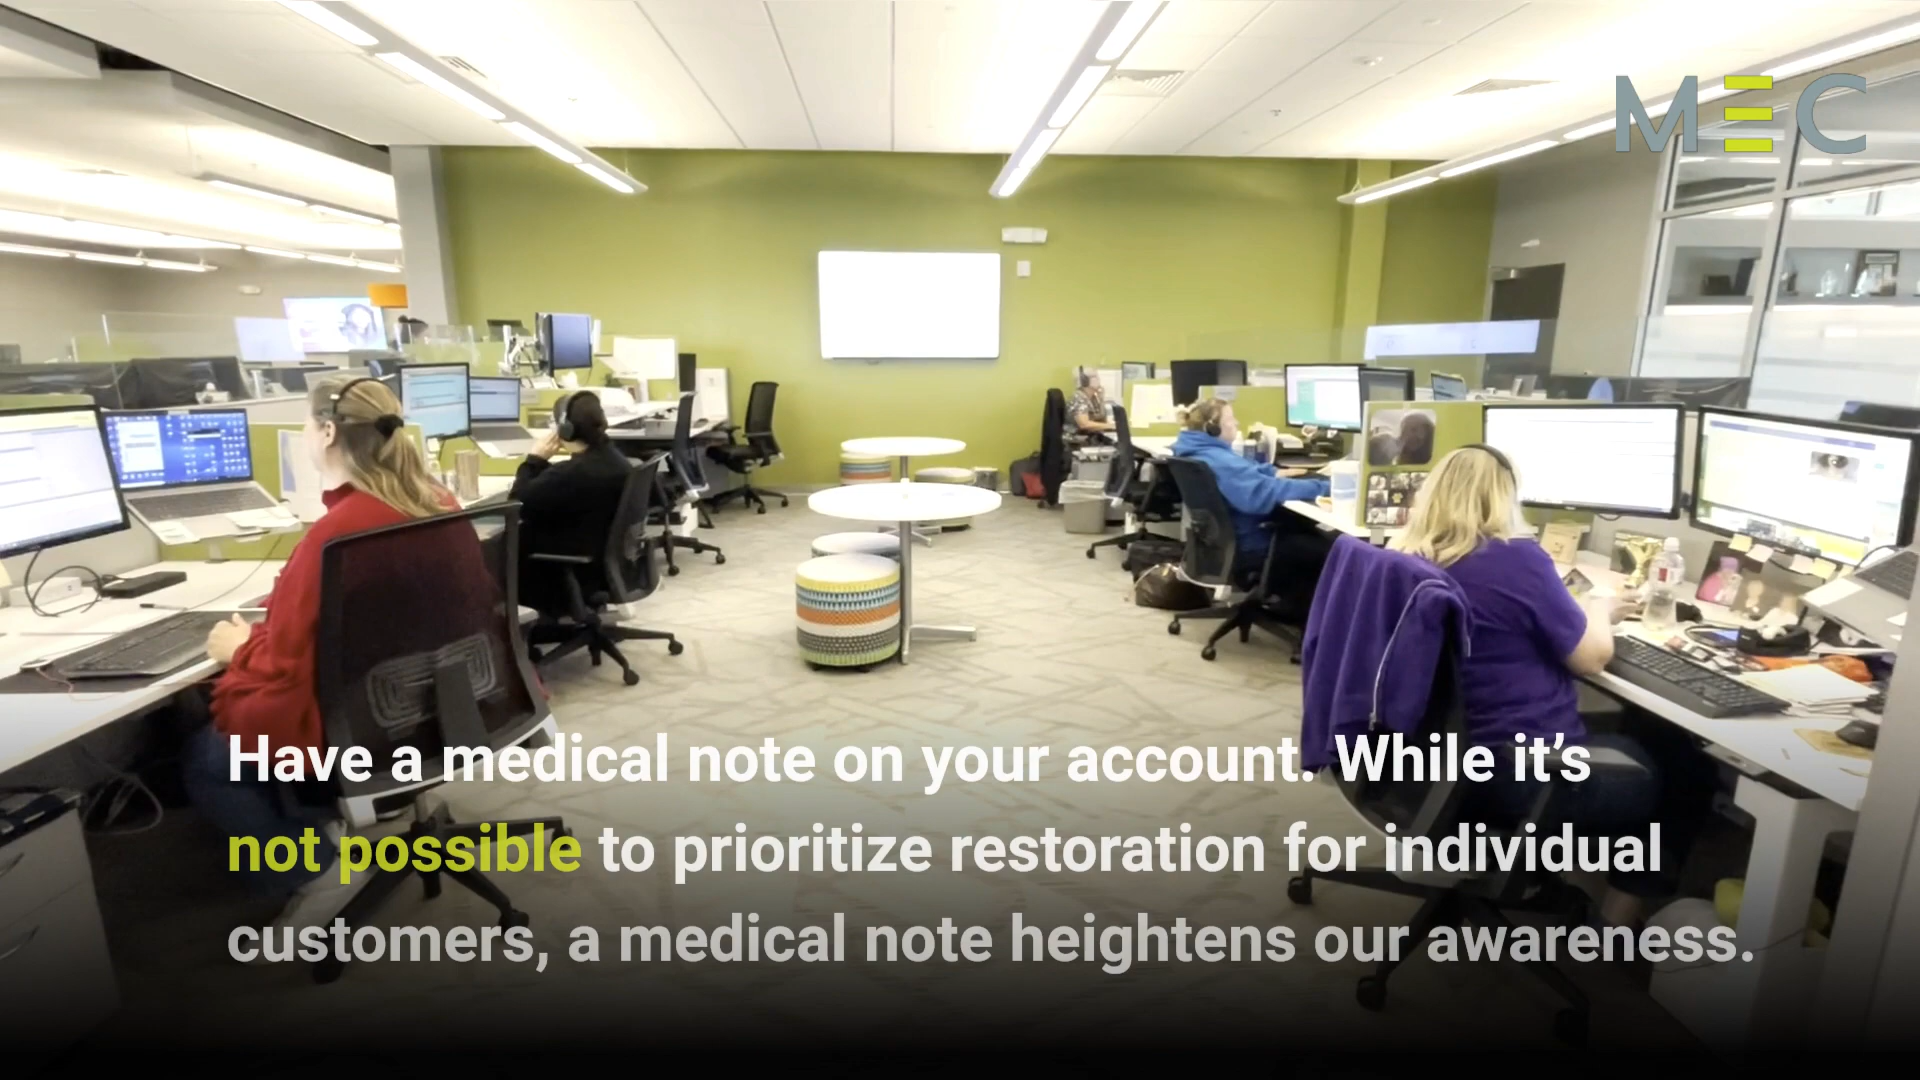 MEC
Have a medical note on your account. While it’s
not possible to prioritize restoration for individual
customers, a medical note heightens our awareness.